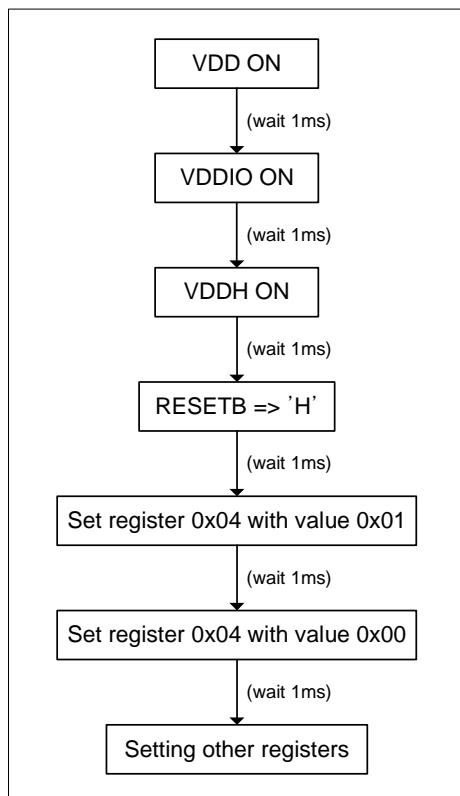 VDD ON
(wait 1ms)
VDDIO ON
(wait 1ms)
VDDH ON
(wait 1ms)
RESETB => 'H'
(wait 1ms)
Set register 0x04 with value 0x01
(wait 1ms)
Set register 0x04 with value 0x00
(wait 1ms)
Setting other registers